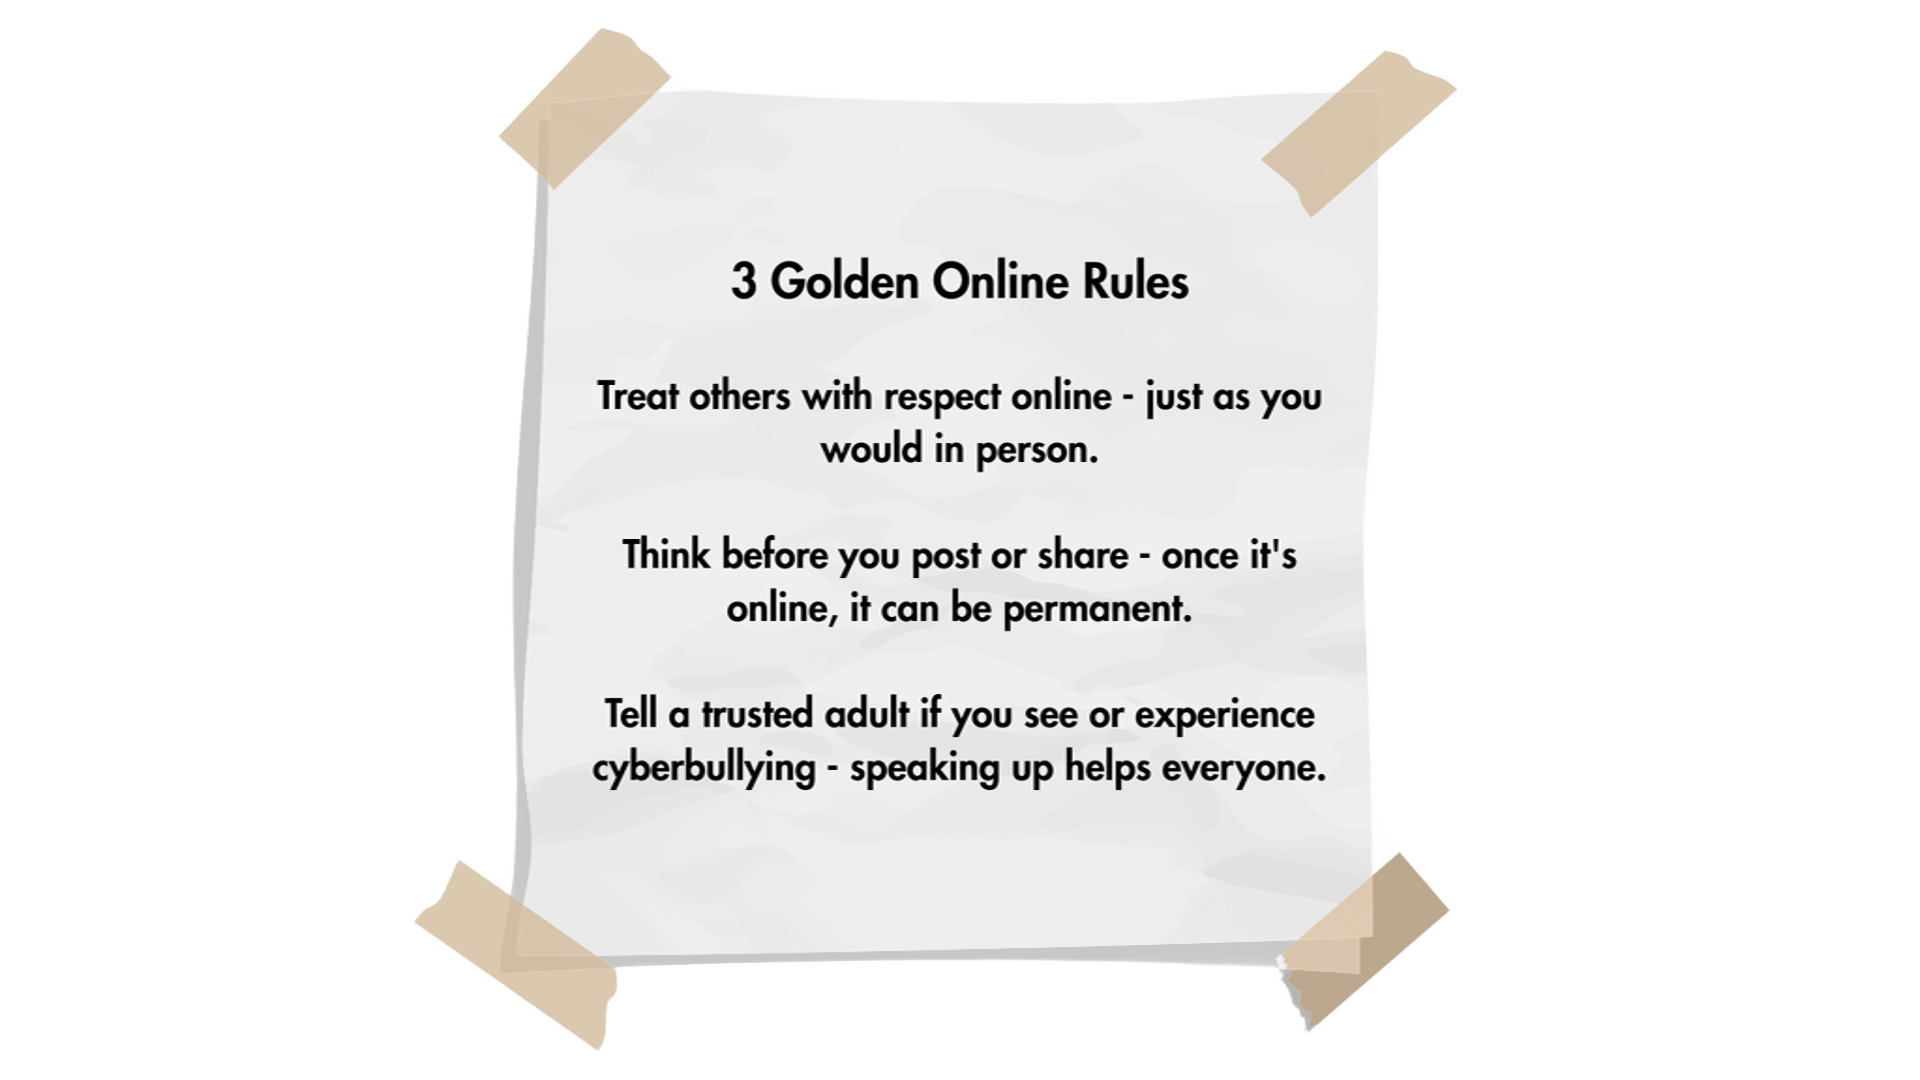 3 Golden Online Rules
Treat others with respect online - just as you
would in person.
Think before you post or share - once it's
online, it can be permanent.
Tell a trusted adult if you see or experience
cyberbullying - speaking up helps everyone.